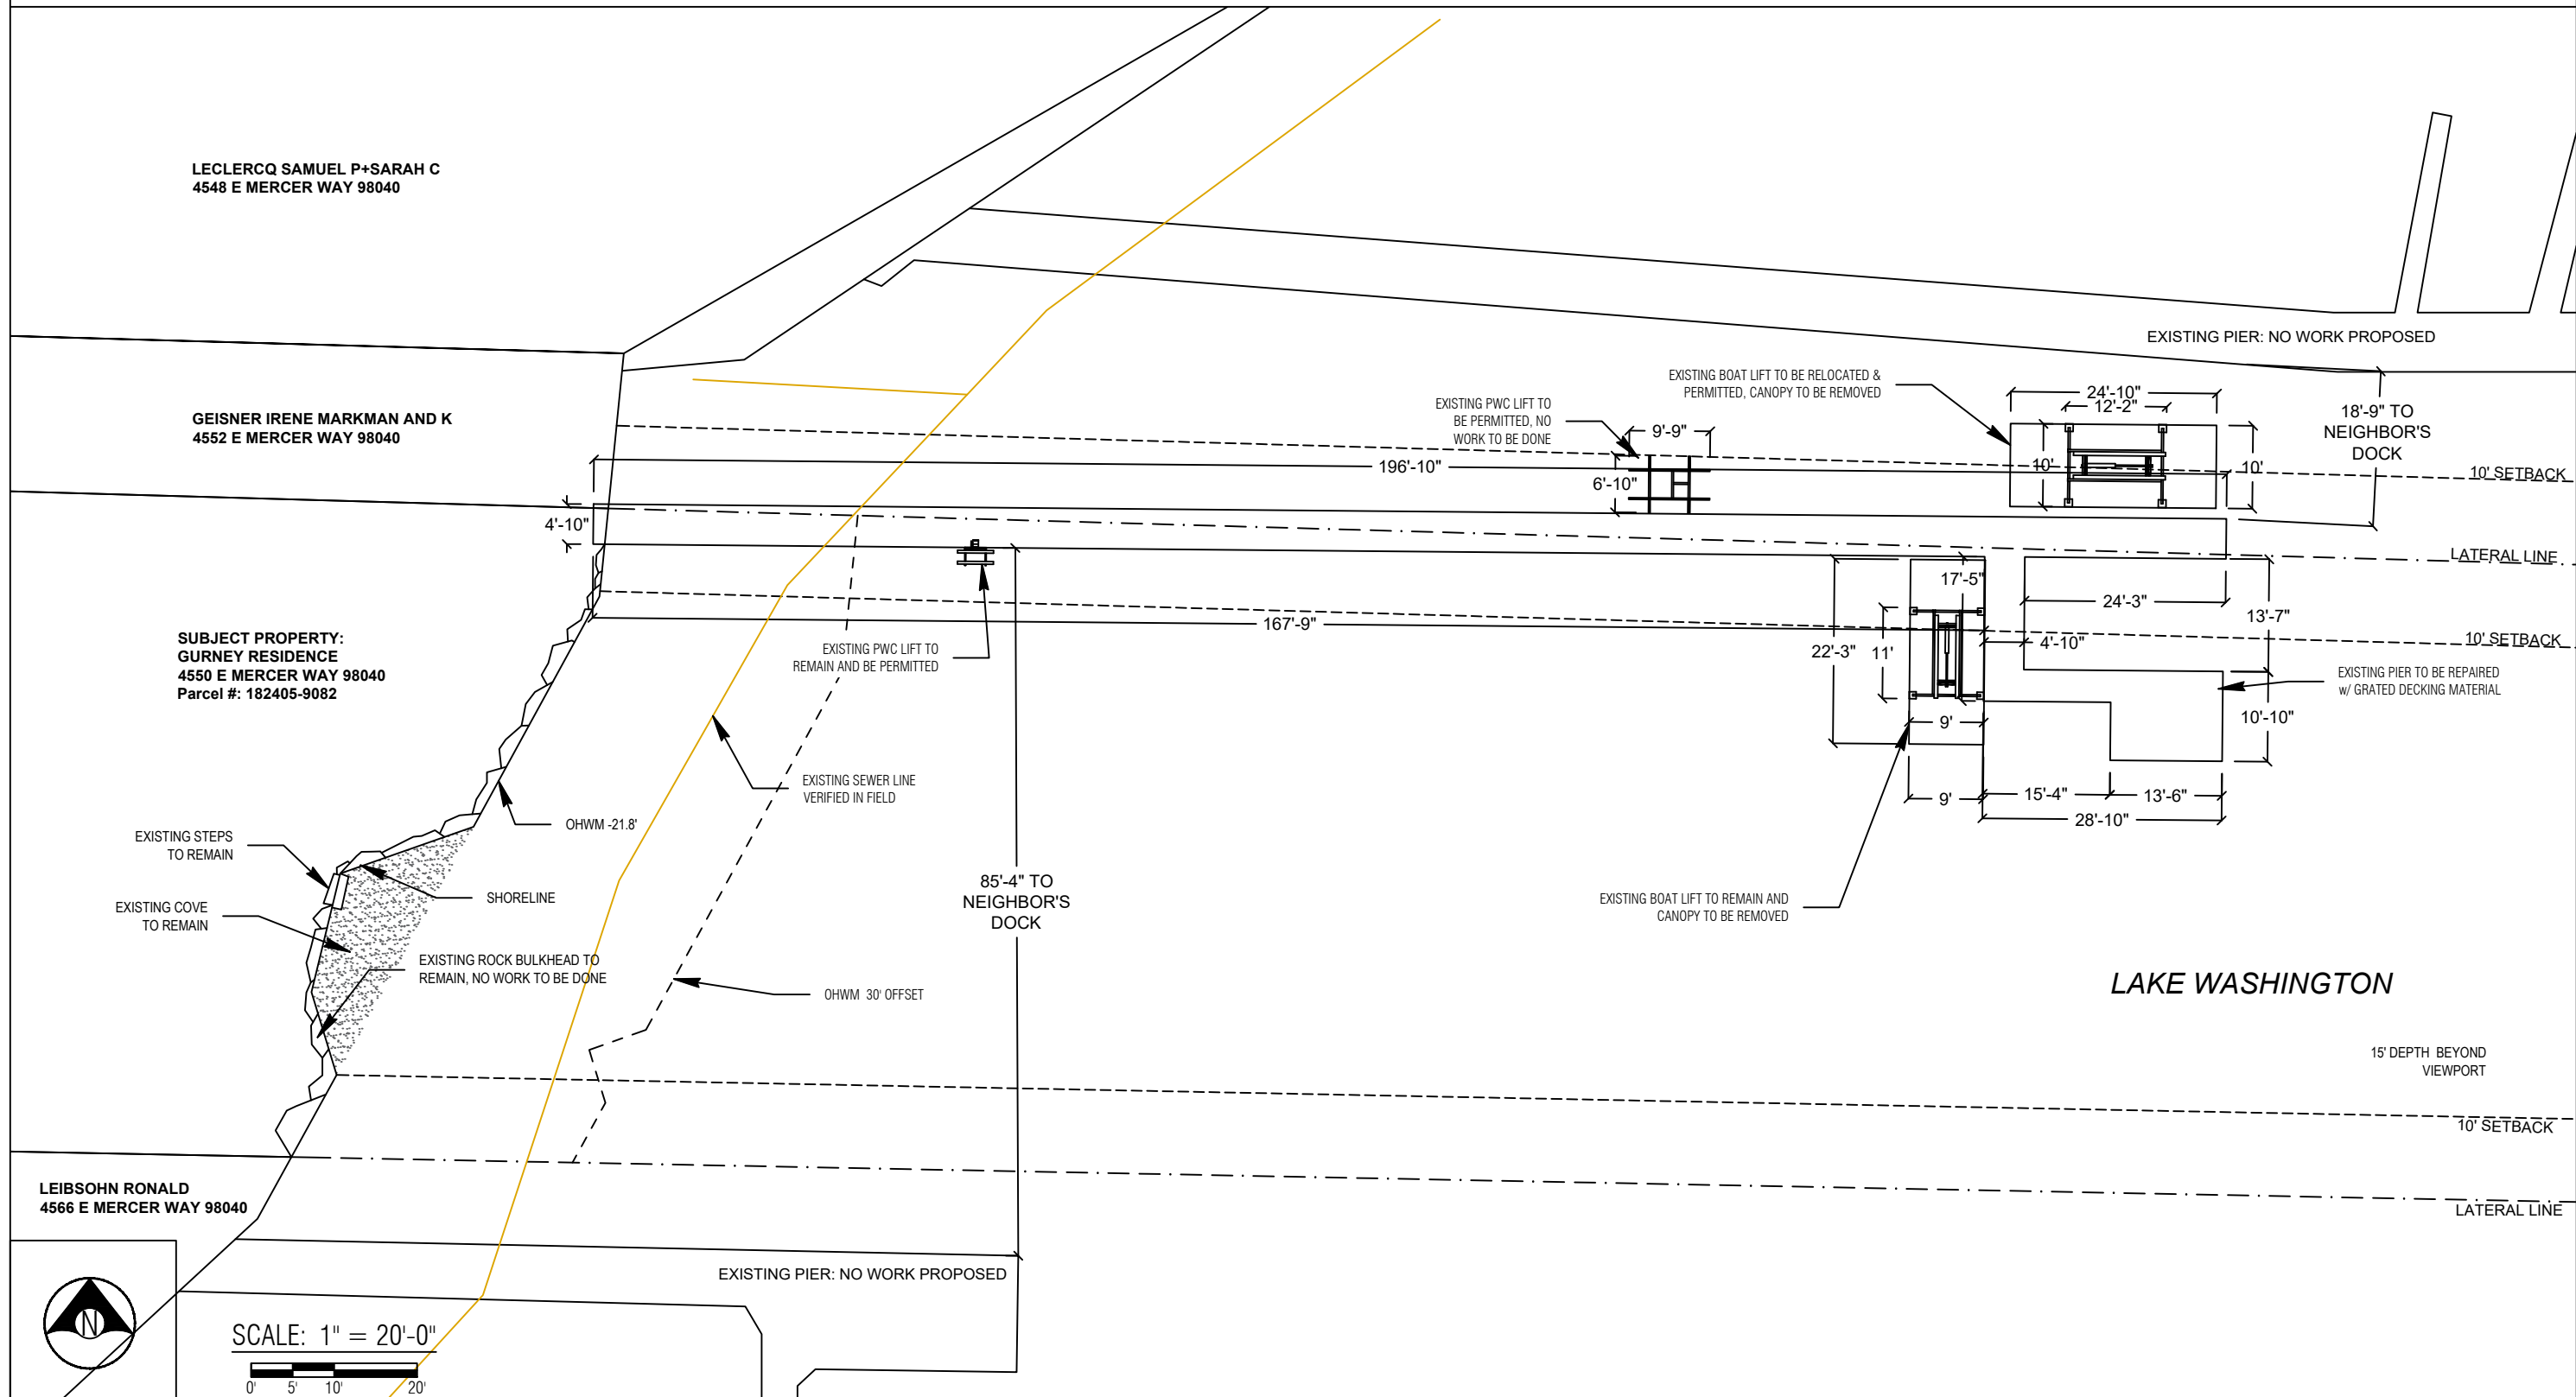 LECLERCQ SAMUEL P+SARAH C
4548 E MERCER WAY 98040
EXISTING PIER: NO WORK PROPOSED
EXISTING BOAT LIFT TO BE RELOCATED &
PERMITTED, CANOPY TO BE REMOVED
24'-10"
12'-2"
18'-9" TO
NEIGHBOR'S
DOCK
GEISNER IRENE MARKMAN AND K
4552 E MERCER WAY 98040
EXISTING PWC LIFT TO
BE PERMITTED, NO
WORK TO BE DONE
9'-9"
196'-10"
6'-10"
10'
10'
10' SETBACK
4'-10"
LATERAL LINE
17'-5"
24'-3"
13'-7"
167'-9"
10' SETBACK
SUBJECT PROPERTY:
GURNEY RESIDENCE
4550 E MERCER WAY 98040
Parcel #: 182405-9082
EXISTING PWC LIFT TO
REMAIN AND BE PERMITTED
22'-3"
11'
4'-10"
EXISTING PIER TO BE REPAIRED
w/ GRATED DECKING MATERIAL
9'
10'-10"
EXISTING SEWER LINE
VERIFIED IN FIELD
9'
15'-4"
13'-6"
28'-10"
OHWM -21.8'
EXISTING STEPS
TO REMAIN
SHORELINE
85'-4" TO
NEIGHBOR'S
DOCK
EXISTING BOAT LIFT TO REMAIN AND
CANOPY TO BE REMOVED
EXISTING COVE
TO REMAIN
EXISTING ROCK BULKHEAD TO
REMAIN, NO WORK TO BE DONE
OHWM 30' OFFSET
LAKE WASHINGTON
15' DEPTH BEYOND
VIEWPORT
10' SETBACK
LEIBSOHN RONALD
4566 E MERCER WAY 98040
LATERAL LINE
EXISTING PIER: NO WORK PROPOSED
N
SCALE: 1" = 20'-0"
0' 5' 10' 20'